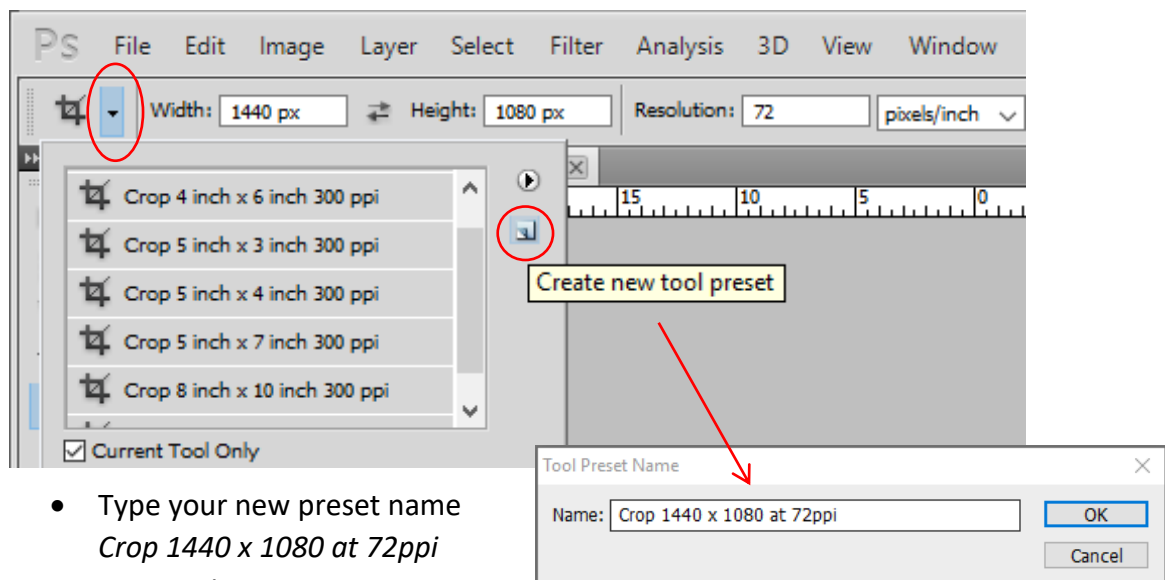 Ps File Edit Image Layer Select Filter Analysis 3D View Window
Width: 1440 px Height: 1080 px Resolution: 72 pixels/inch
15 10 5 0
Crop 4 inch x 6 inch 300 ppi
Crop 5 inch x 3 inch 300 ppi
Create new tool preset
Crop 5 inch x 4 inch 300 ppi
Crop 5 inch x 7 inch 300 ppi
Crop 8 inch x 10 inch 300 ppi
Current Tool Only
Tool Preset Name
Name: Crop 1440 x 1080 at 72ppi OK
Cancel
• Type your new preset name
Crop 1440 x 1080 at 72ppi